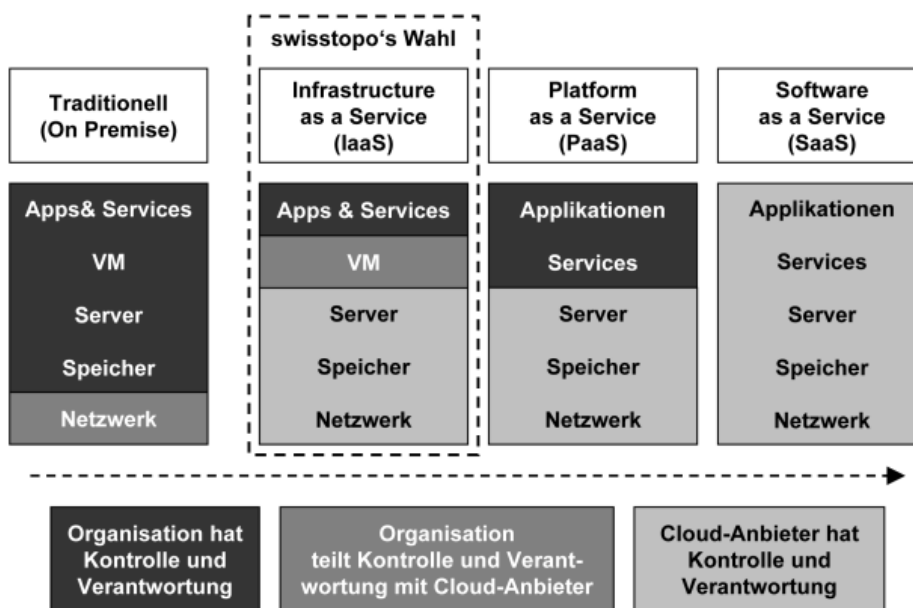 swisstopo‘s Wahl
Traditionell
(On Premise)
Infrastructure
as a Service
(IaaS)
Platform
as a Service
(PaaS)
Software
as a Service
(SaaS)
Apps& Services
VM
Server
Speicher
Netzwerk
Apps & Services
VM
Server
Speicher
Netzwerk
Applikationen
Services
Server
Speicher
Netzwerk
Applikationen
Services
Server
Speicher
Netzwerk
Organisation hat
Kontrolle und
Verantwortung
Organisation
teilt Kontrolle und Verant-
wortung mit Cloud-Anbieter
Cloud-Anbieter hat
Kontrolle und
Verantwortung